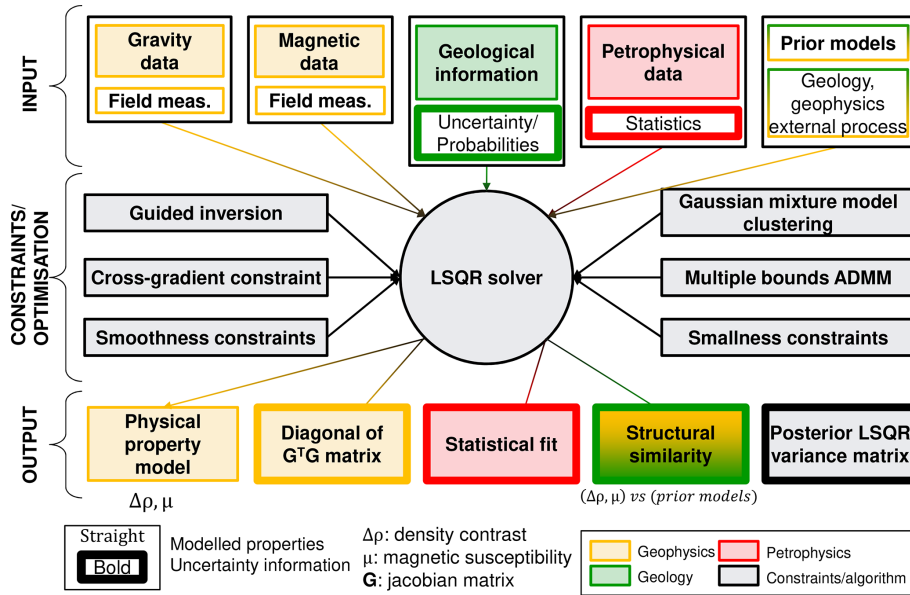 INPUT
Gravity
data
Field meas.
Magnetic
data
Field meas.
Geological
information
Uncertainty/
Probabilities
Petrophysical
data
Statistics
Prior models
Geology,
geophysics
external process
CONSTRAINTS/
OPTIMISATION
Guided inversion
Cross-gradient constraint
Smoothness constraints
LSQR solver
Gaussian mixture model
clustering
Multiple bounds ADMM
Smallness constraints
OUTPUT
Physical
property
model
Δρ, μ
Diagonal of
GᵀG matrix
Statistical fit
Structural
similarity
(Δρ, μ) vs (prior models)
Posterior LSQR
variance matrix
Straight
Bold
Modelled properties
Uncertainty information
Δρ: density contrast
μ: magnetic susceptibility
G: jacobian matrix
Geophysics
Petrophysics
Geology
Constraints/algorithm